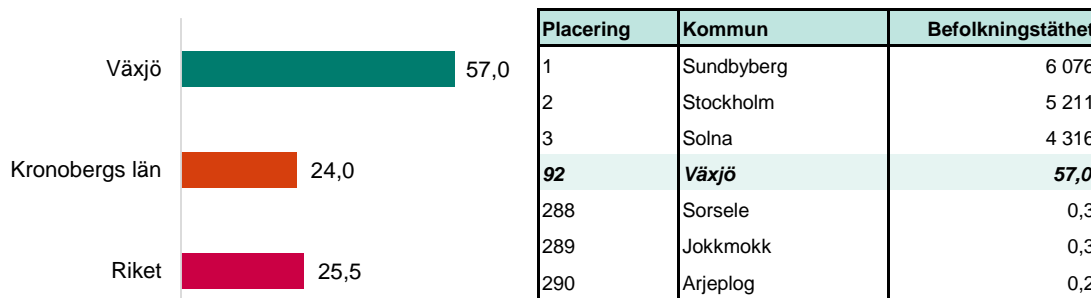 Växjö 57,0
Kronobergs län 24,0
Riket 25,5
Placering Kommun Befolkningstäthet
1 Sundbyberg 6 076
2 Stockholm 5 211
3 Solna 4 316
92 Växjö 57,0
288 Sorsele 0,3
289 Jokkmokk 0,3
290 Arjeplog 0,2